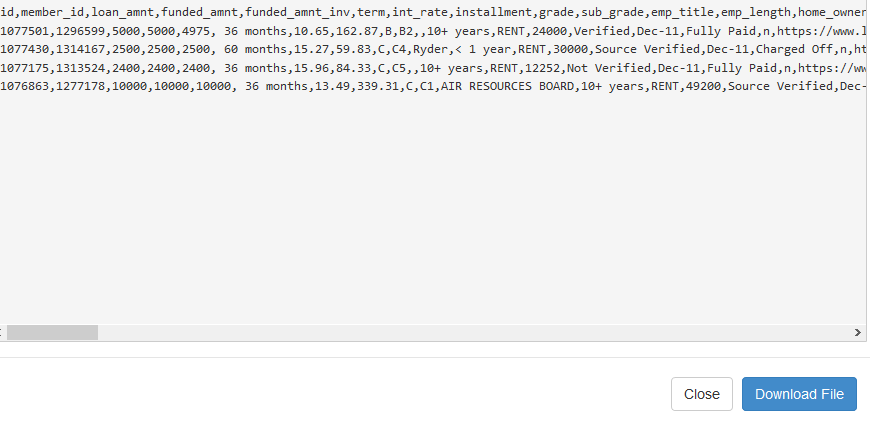 id,member_id,loan_amnt,funded_amnt,funded_amnt_inv,term,int_rate,installment,grade,sub_grade,emp_title,emp_length,home_owner
1077501,1296599,5000,5000,4975, 36 months,10.65,162.87,B,B2,,10+ years,RENT,24000,Verified,Dec-11,Fully Paid,n,https://www.l
1077430,1314167,2500,2500,2500, 60 months,15.27,59.83,C,C4,Ryder,< 1 year,RENT,30000,Source Verified,Dec-11,Charged Off,n,ht
1077175,1313524,2400,2400,2400, 36 months,15.96,84.33,C,C5,,10+ years,RENT,12252,Not Verified,Dec-11,Fully Paid,n,https://ww
1076863,1277178,10000,10000,10000, 36 months,13.49,339.31,C,C1,AIR RESOURCES BOARD,10+ years,RENT,49200,Source Verified,Dec-
Close
Download File